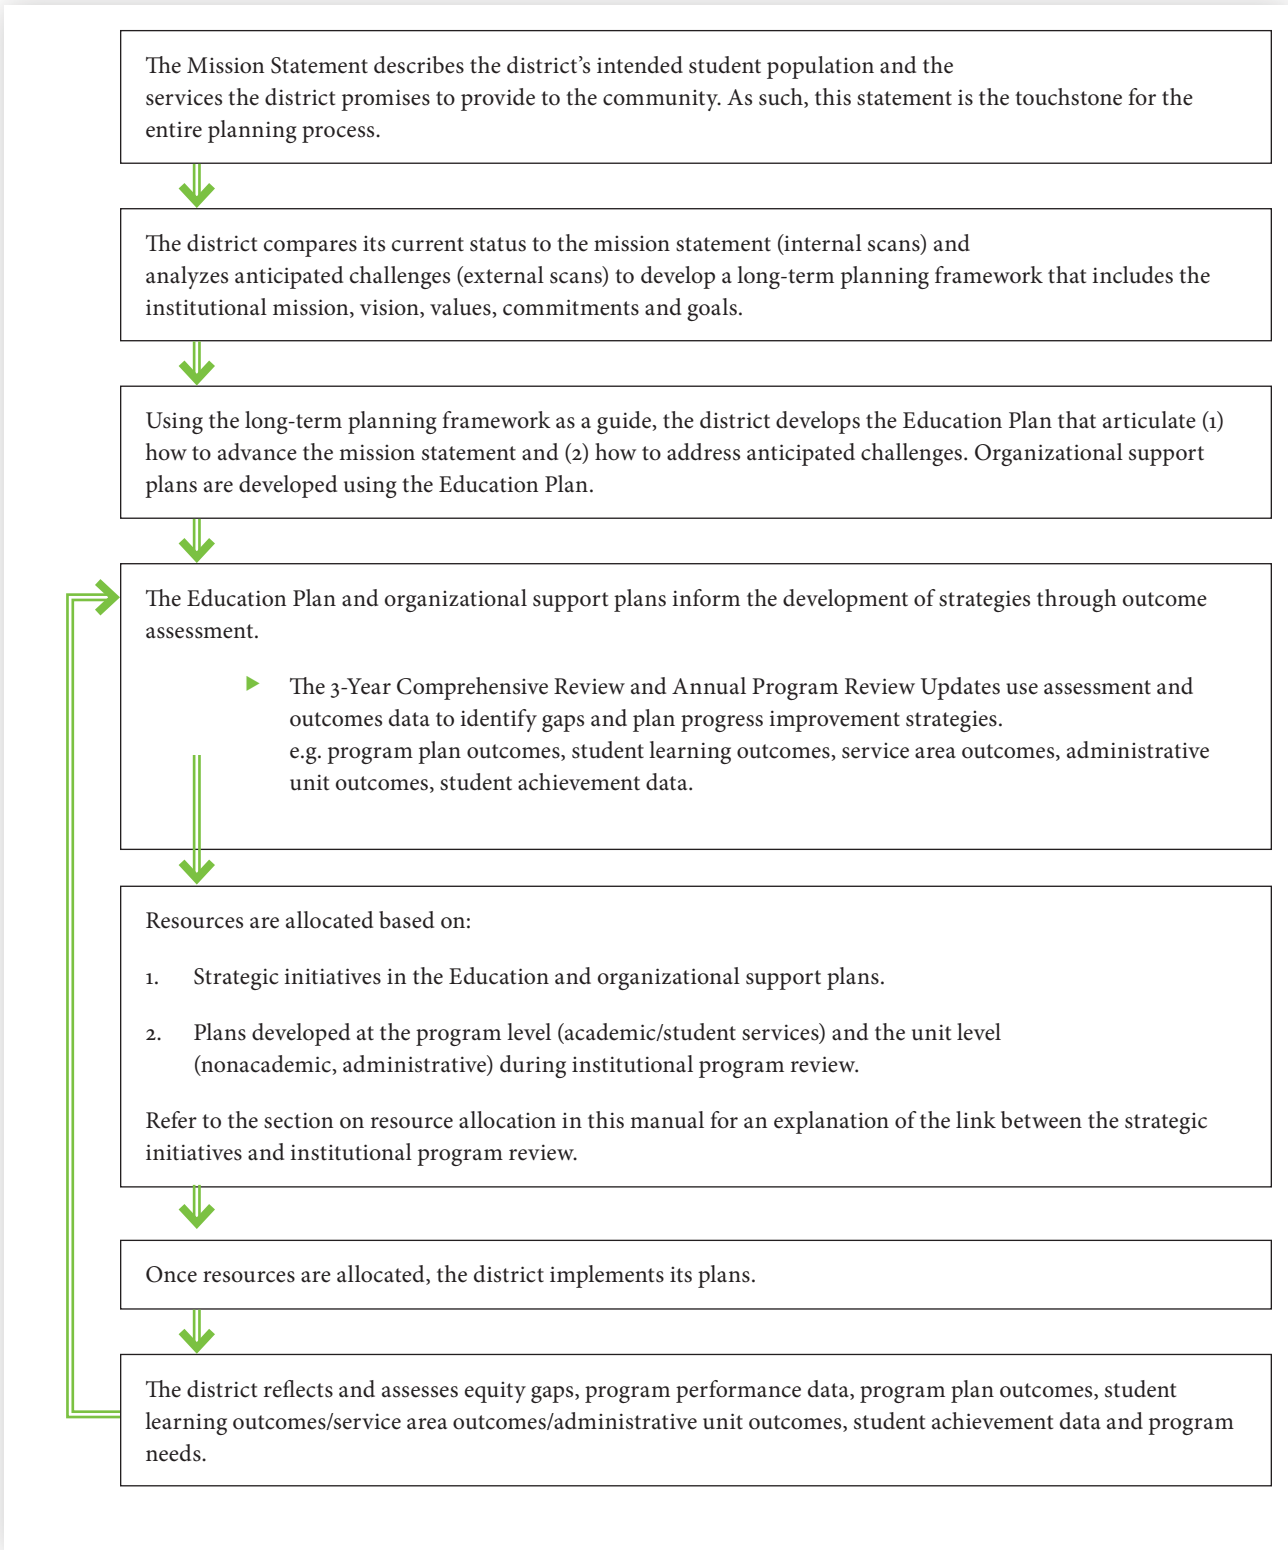 The Mission Statement describes the district's intended student population and the
services the district promises to provide to the community. As such, this statement is the touchstone for the
entire planning process.
The district compares its current status to the mission statement (internal scans) and
analyzes anticipated challenges (external scans) to develop a long-term planning framework that includes the
institutional mission, vision, values, commitments and goals.
Using the long-term planning framework as a guide, the district develops the Education Plan that articulate (1)
how to advance the mission statement and (2) how to address anticipated challenges. Organizational support
plans are developed using the Education Plan.
The Education Plan and organizational support plans inform the development of strategies through outcome
assessment.
The 3-Year Comprehensive Review and Annual Program Review Updates use assessment and
outcomes data to identify gaps and plan progress improvement strategies.
e.g. program plan outcomes, student learning outcomes, service area outcomes, administrative
unit outcomes, student achievement data.
Resources are allocated based on:
1. Strategic initiatives in the Education and organizational support plans.
2. Plans developed at the program level (academic/student services) and the unit level
(nonacademic, administrative) during institutional program review.
Refer to the section on resource allocation in this manual for an explanation of the link between the strategic
initiatives and institutional program review.
Once resources are allocated, the district implements its plans.
The district reflects and assesses equity gaps, program performance data, program plan outcomes, student
learning outcomes/service area outcomes/administrative unit outcomes, student achievement data and program
needs.